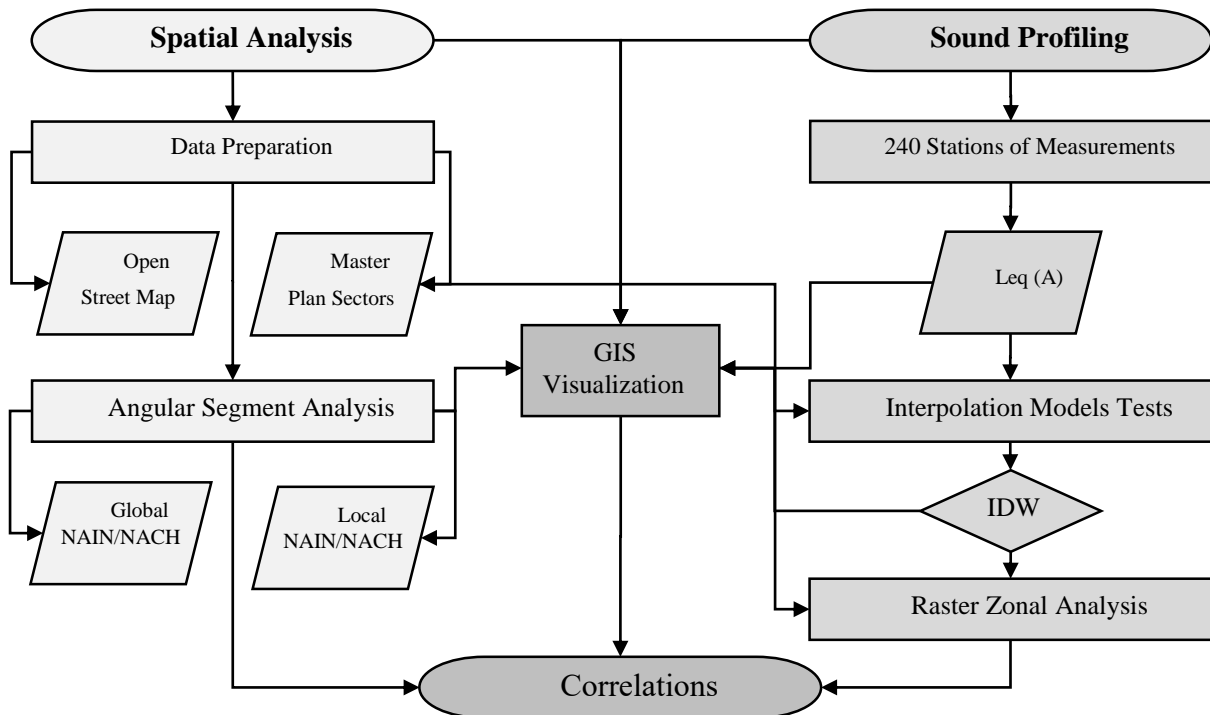 Spatial Analysis
Sound Profiling
Data Preparation
240 Stations of Measurements
Open
Street Map
Master
Plan Sectors
Leq (A)
GIS
Visualization
Angular Segment Analysis
Interpolation Models Tests
Global
NAIN/NACH
Local
NAIN/NACH
IDW
Raster Zonal Analysis
Correlations